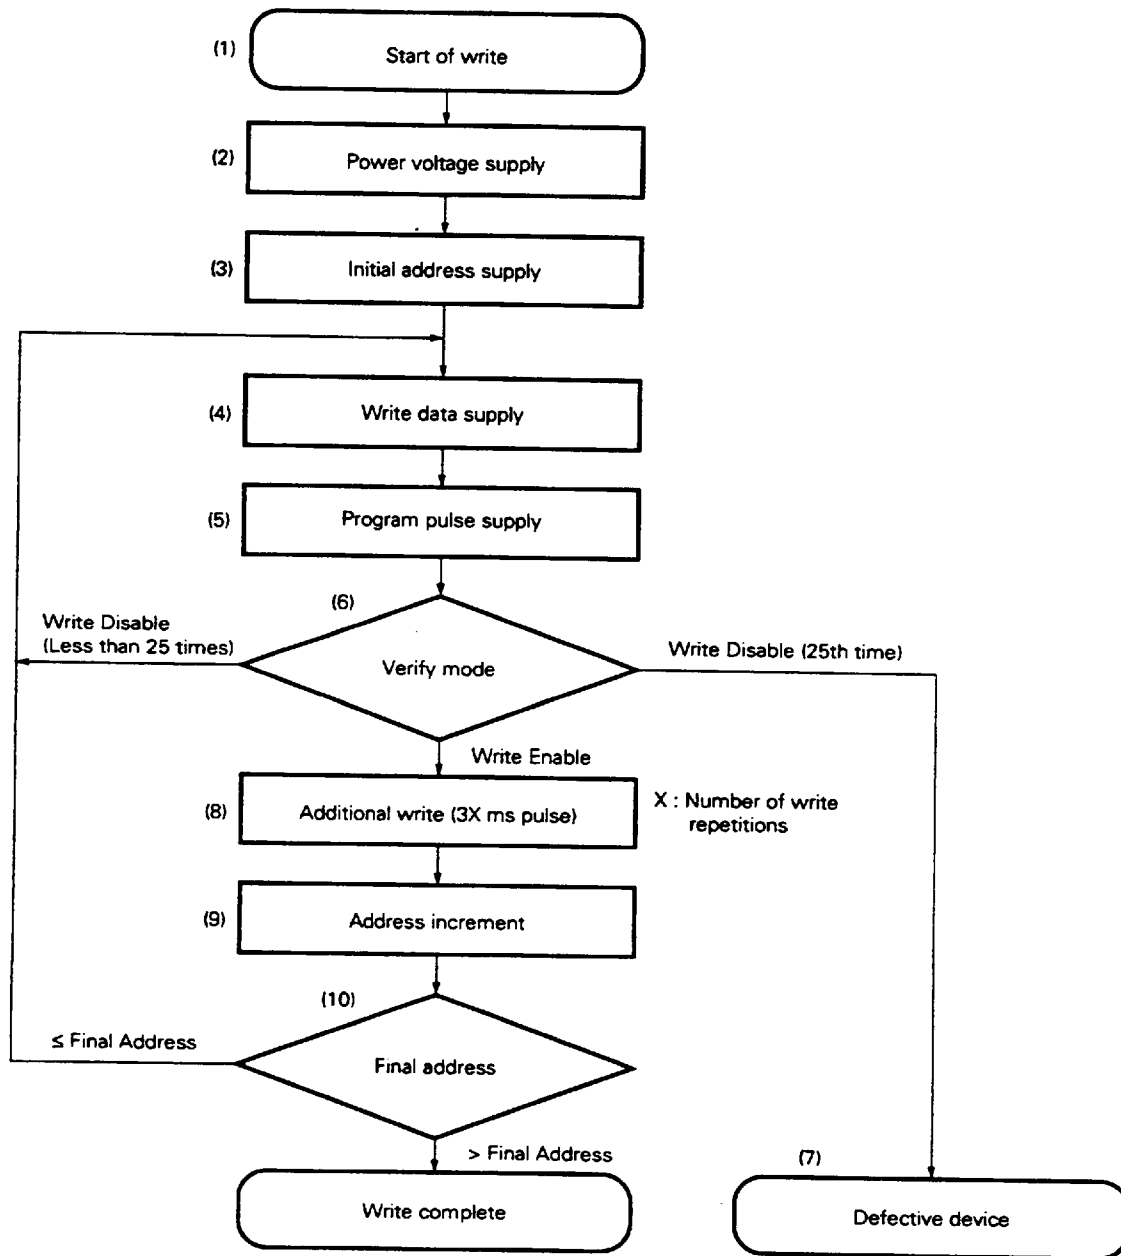 (1)
Start of write
(2)
Power voltage supply
(3)
Initial address supply
(4)
Write data supply
(5)
Program pulse supply
(6)
Write Disable
(Less than 25 times)
Verify mode
Write Disable (25th time)
Write Enable
(8)
Additional write (3X ms pulse)
X : Number of write
repetitions
(9)
Address increment
(10)
≤ Final Address
Final address
> Final Address
(7)
Write complete
Defective device